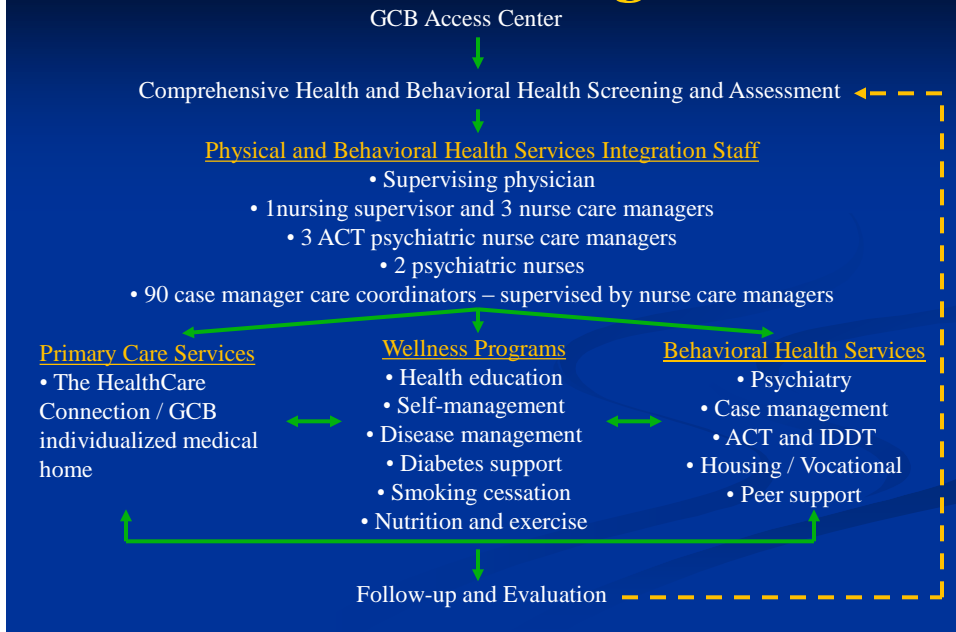 GCB Access Center
Comprehensive Health and Behavioral Health Screening and Assessment
Physical and Behavioral Health Services Integration Staff
• Supervising physician
• 1nursing supervisor and 3 nurse care managers
• 3 ACT psychiatric nurse care managers
• 2 psychiatric nurses
• 90 case manager care coordinators – supervised by nurse care managers
Primary Care Services
• The HealthCare
Connection / GCB
individualized medical
home
Wellness Programs
• Health education
• Self-management
• Disease management
• Diabetes support
• Smoking cessation
• Nutrition and exercise
Behavioral Health Services
• Psychiatry
• Case management
• ACT and IDDT
• Housing / Vocational
• Peer support
Follow-up and Evaluation